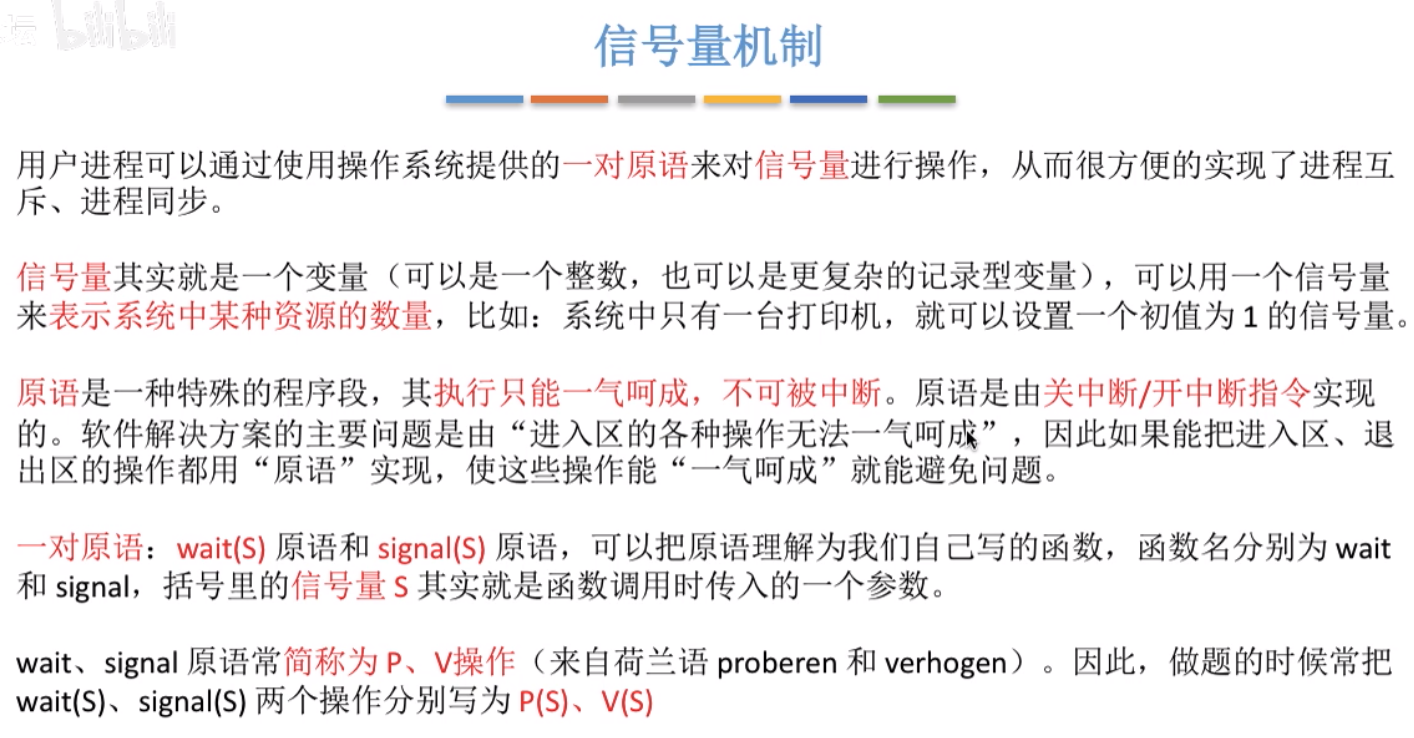 bilibili
信号量机制
用户进程可以通过使用操作系统提供的一对原语来对信号量进行操作，从而很方便的实现了进程互
斥、进程同步。
信号量其实就是一个变量（可以是一个整数，也可以是更复杂的记录型变量），可以用一个信号量
来表示系统中某种资源的数量，比如：系统中只有一台打印机，就可以设置一个初值为 1 的信号量。
原语是一种特殊的程序段，其执行只能一气呵成，不可被中断。原语是由关中断/开中断指令实现
的。软件解决方案的主要问题是由“进入区的各种操作无法一气呵成”，因此如果能把进入区、退
出区的操作都用“原语”实现，使这些操作能“一气呵成”就能避免问题。
一对原语：wait(S) 原语和 signal(S) 原语，可以把原语理解为我们自己写的函数，函数名分别为 wait
和 signal，括号里的信号量 S 其实就是函数调用时传入的一个参数。
wait、signal 原语常简称为 P、V操作（来自荷兰语 proberen 和 verhogen）。因此，做题的时候常把
wait(S)、signal(S) 两个操作分别写为 P(S)、V(S)